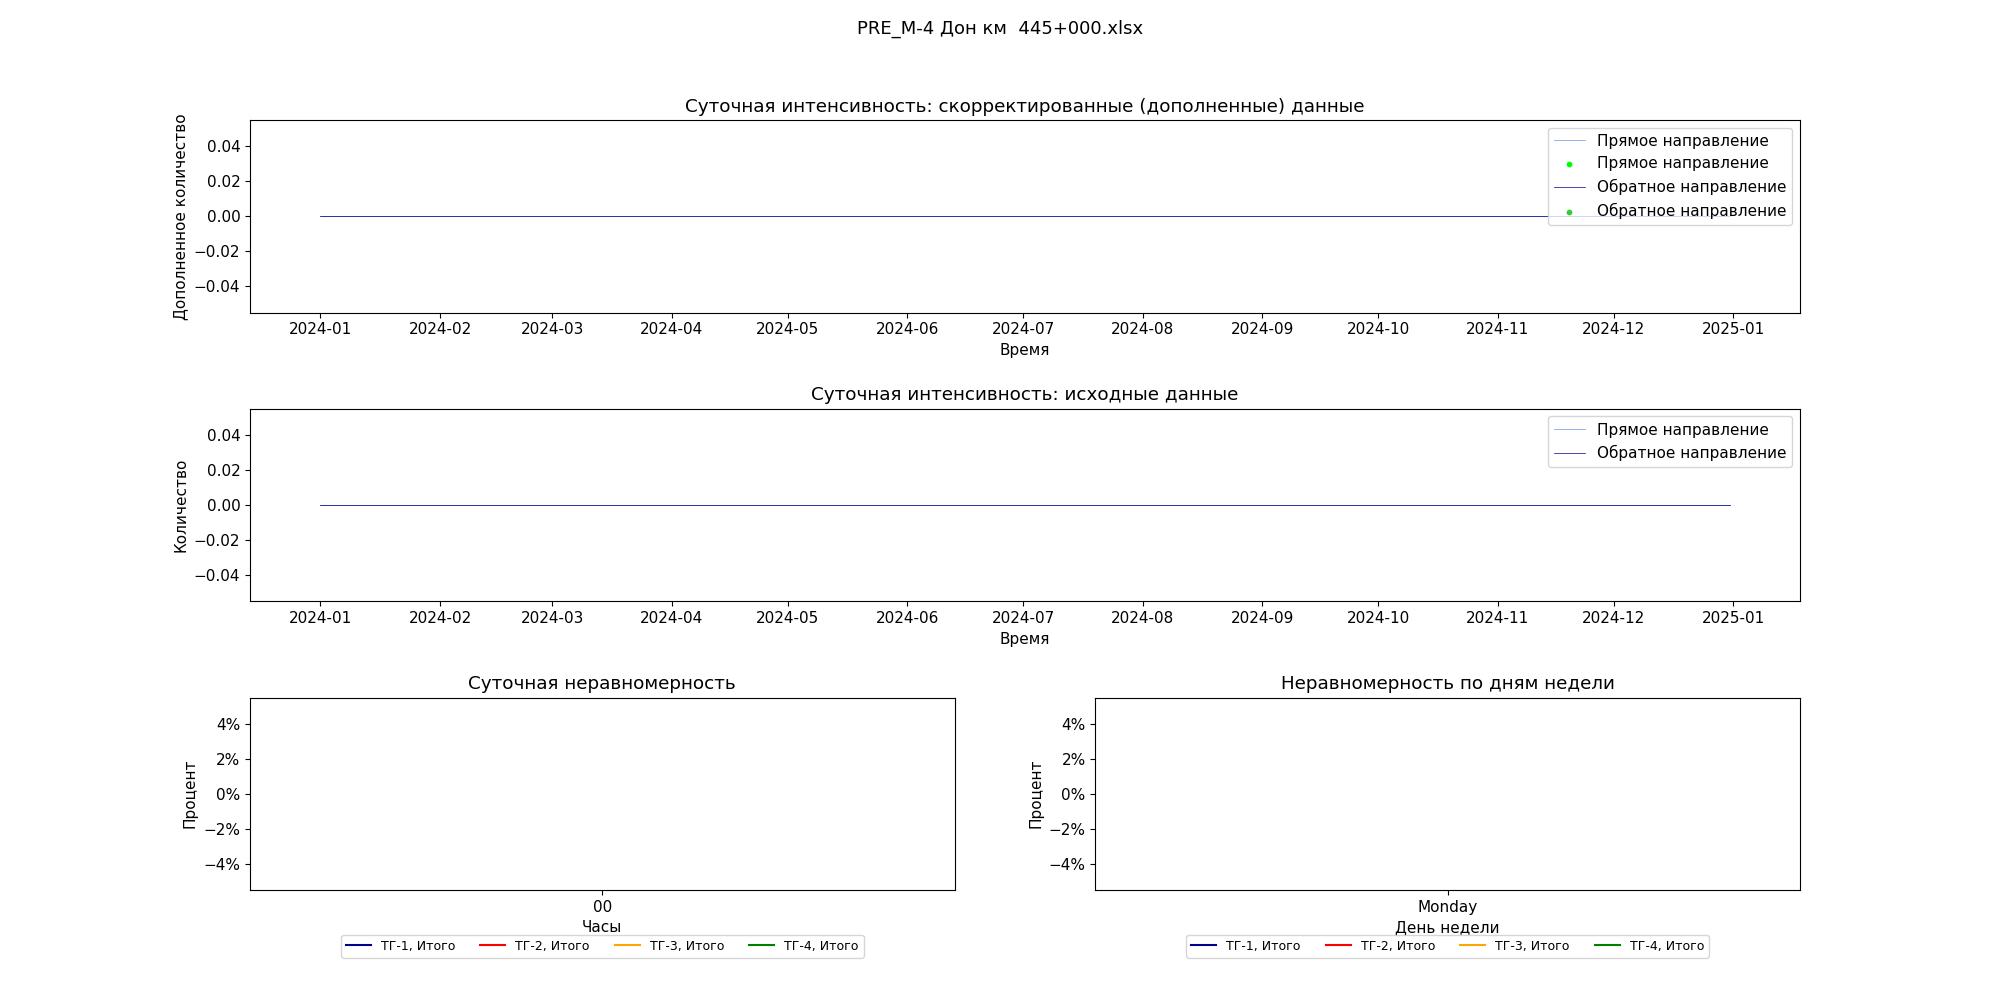 PRE_М-4 Дон км  445+000.xlsx
Суточная интенсивность: скорректированные (дополненные) данные
Дополненное количество
0.04
0.02
0.00
−0.02
−0.04
Прямое направление
Прямое направление
Обратное направление
Обратное направление
2024-01 2024-02 2024-03 2024-04 2024-05 2024-06 2024-07 2024-08 2024-09 2024-10 2024-11 2024-12 2025-01
Время
Суточная интенсивность: исходные данные
Количество
0.04
0.02
0.00
−0.02
−0.04
Прямое направление
Обратное направление
2024-01 2024-02 2024-03 2024-04 2024-05 2024-06 2024-07 2024-08 2024-09 2024-10 2024-11 2024-12 2025-01
Время
Суточная неравномерность
Процент
4%
2%
0%
−2%
−4%
00
Часы
ТГ-1, Итого ТГ-2, Итого ТГ-3, Итого ТГ-4, Итого
Неравномерность по дням недели
Процент
4%
2%
0%
−2%
−4%
Monday
День недели
ТГ-1, Итого ТГ-2, Итого ТГ-3, Итого ТГ-4, Итого